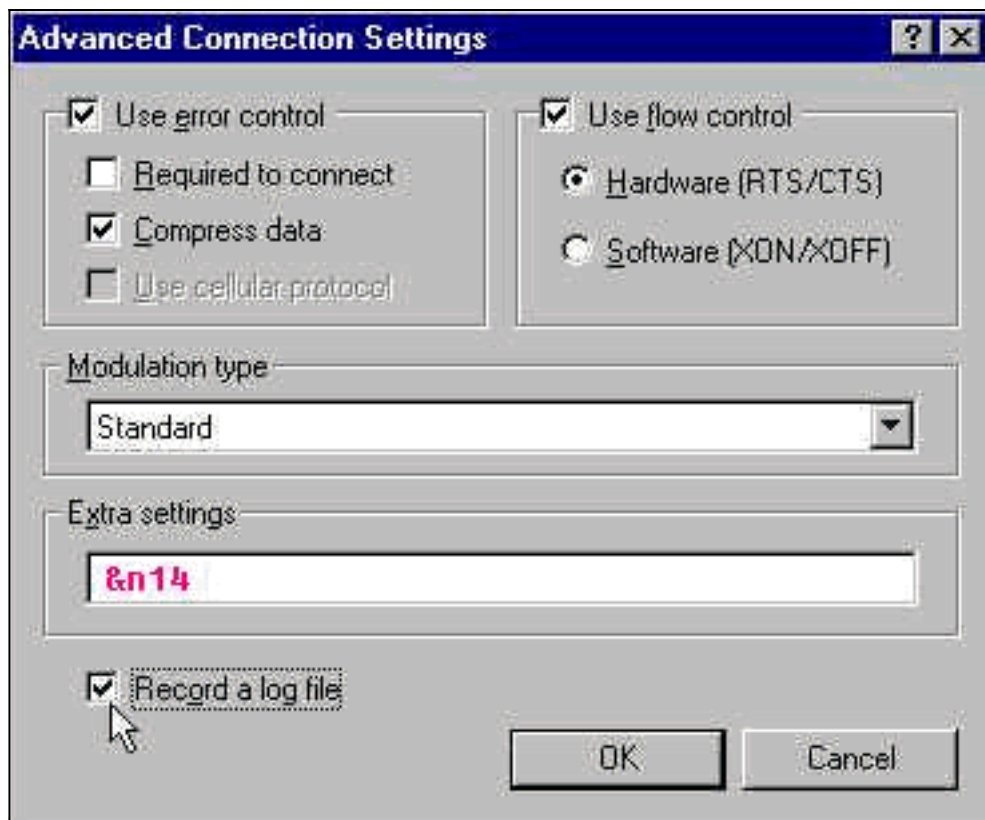 Advanced Connection Settings
Use error control
Required to connect
Compress data
Use cellular protocol
Use flow control
Hardware (RTS/CTS)
Software (XON/XOFF)
Modulation type
Standard
Extra settings
&n14
Record a log file
OK
Cancel